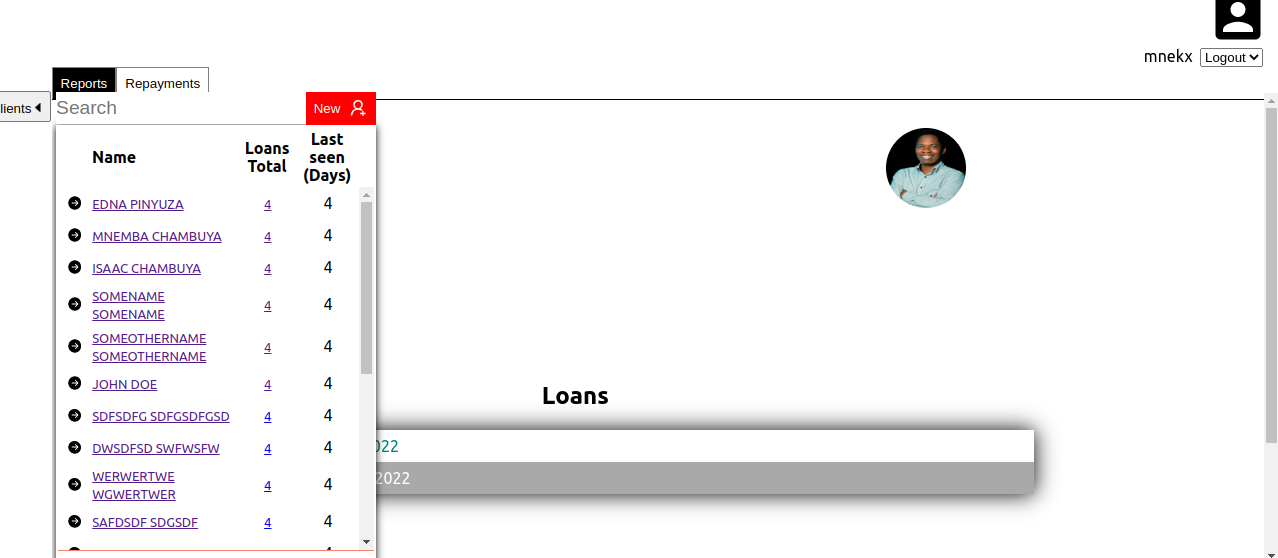 mnekx Logout
Reports Repayments
lients
Search New
Name Loans Total Last seen (Days)
EDNA PINYUZA 4 4
MNEMBA CHAMBUYA 4 4
ISAAC CHAMBUYA 4 4
SOMENAME
SOMENAME 4 4
SOMEOTHERNAME
SOMEOTHERNAME 4 4
JOHN DOE 4 4
SDFSDFG SDFGSDFGSD 4 4
DWSDFSD SWFWSFW 4 4
WERWERTWE
WGWERTWER 4 4
SAFDSDF SDGSDF 4 4
Loans
2022
2022